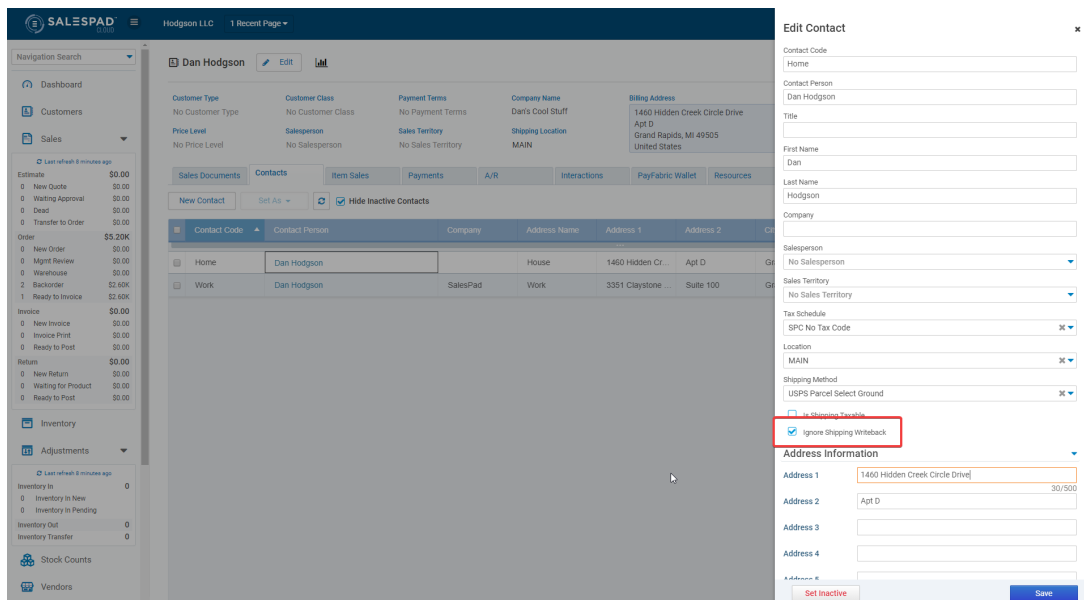 SALESPAD
CLOUD
Hodgson LLC
1 Recent Page
Navigation Search
Dashboard
Customers
Sales
Last refresh 8 minutes ago
Estimate $0.00
0 New Quote $0.00
0 Waiting Approval $0.00
0 Dead $0.00
0 Transfer to Order $0.00
Order $5.20K
0 New Order $0.00
0 Mgmt Review $0.00
0 Warehouse $0.00
2 Backorder $2.60K
1 Ready to Invoice $2.60K
Invoice $0.00
0 New Invoice $0.00
0 Invoice Print $0.00
0 Ready to Post $0.00
Return $0.00
0 New Return $0.00
0 Waiting for Product $0.00
0 Ready to Post $0.00
Inventory
Adjustments
Last refresh 8 minutes ago
Inventory In 0
0 Inventory In New
0 Inventory In Pending
Inventory Out 0
Inventory Transfer 0
Stock Counts
Vendors
Dan Hodgson
Edit
Customer Type
No Customer Type
Customer Class
No Customer Class
Payment Terms
No Payment Terms
Company Name
Dan's Cool Stuff
Billing Address
1460 Hidden Creek Circle Drive
Apt D
Grand Rapids, MI 49505
United States
Price Level
No Price Level
Salesperson
No Salesperson
Sales Territory
No Sales Territory
Shipping Location
MAIN
Sales Documents
Contacts
Item Sales
Payments
A/R
Interactions
PayFabric Wallet
Resources
New Contact
Set As
Hide Inactive Contacts
Contact Code Contact Person Company Address Name Address 1 Address 2
Home Dan Hodgson House 1460 Hidden Cr... Apt D
Work Dan Hodgson SalesPad Work 3351 Claystone ... Suite 100
Edit Contact
Contact Code
Home
Contact Person
Dan Hodgson
Title
First Name
Dan
Last Name
Hodgson
Company
Salesperson
No Salesperson
Sales Territory
No Sales Territory
Tax Schedule
SPC No Tax Code
Location
MAIN
Shipping Method
USPS Parcel Select Ground
Is Shipping Taxable
Ignore Shipping Writeback
Address Information
Address 1
1460 Hidden Creek Circle Drive
30/500
Address 2
Apt D
Address 3
Address 4
Address 5
Set Inactive
Save